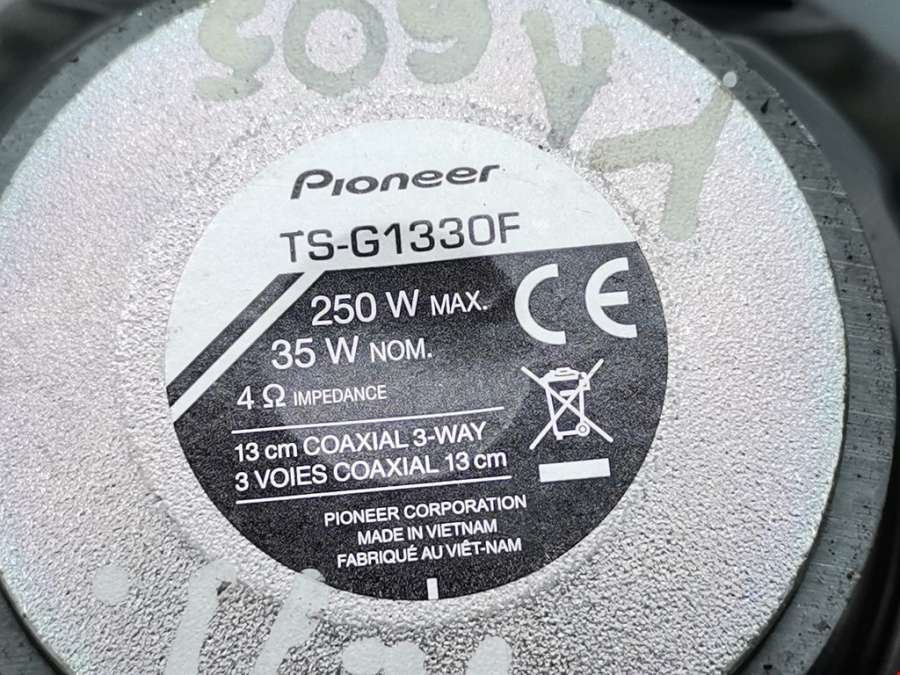 Pioneer
TS-G1330F
250 W MAX.
35 W NOM.
4 Ω IMPEDANCE
CE
13 cm COAXIAL 3-WAY
3 VOIES COAXIAL 13 cm
PIONEER CORPORATION
MADE IN VIETNAM
FABRIQUÉ AU VIÊT-NAM